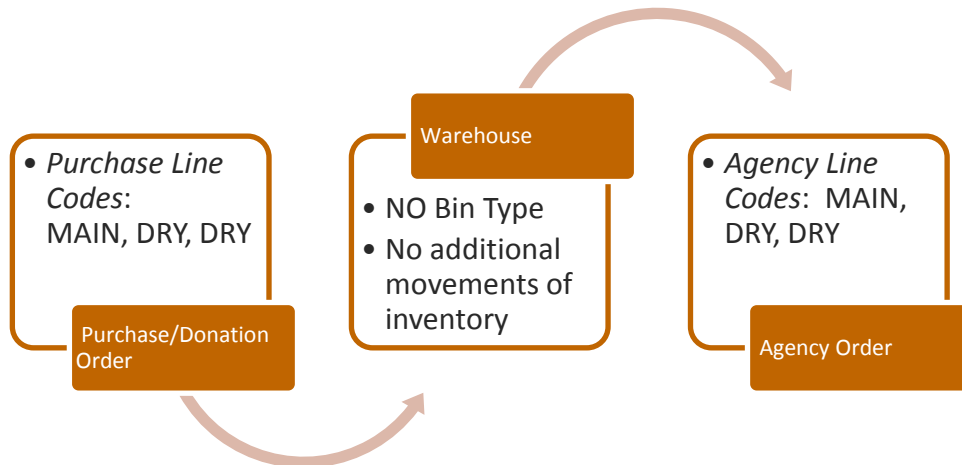 • Purchase Line
Codes:
MAIN, DRY, DRY
Purchase/Donation
Order
Warehouse
• NO Bin Type
• No additional
movements of
inventory
• Agency Line
Codes: MAIN,
DRY, DRY
Agency Order